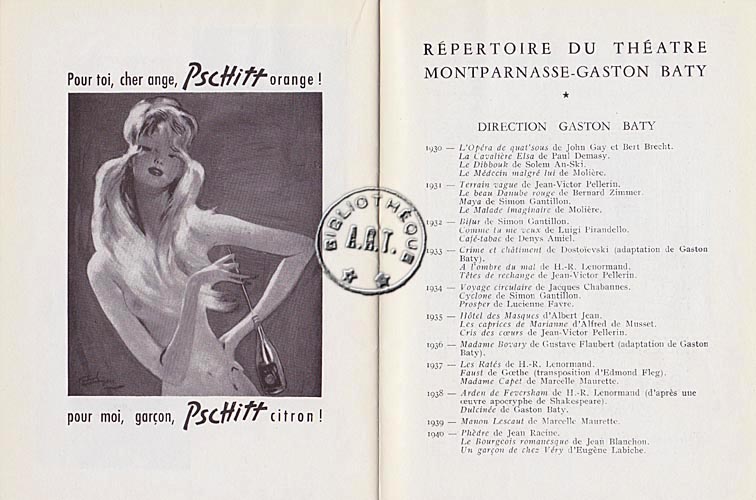 Pour toi, cher ange, PSCHITT orange !
pour moi, garçon, PSCHITT citron !
BIBLIOTHÈQUE
A.R.T.
RÉPERTOIRE DU THÉATRE
MONTPARNASSE-GASTON BATY
DIRECTION GASTON BATY
1930 — L'Opéra de quat'sous de John Gay et Bert Brecht.
La Cavalière Elsa de Paul Demasy.
Le Dibbouk de Solem An-Ski.
Le Médecin malgré lui de Molière.
1931 — Terrain vague de Jean-Victor Pellerin.
Le beau Danube rouge de Bernard Zimmer.
Maya de Simon Gantillon.
Le Malade imaginaire de Molière.
1932 — Bifur de Simon Gantillon.
Comme tu me veux de Luigi Pirandello.
Café-tabac de Denys Amiel.
1933 — Crime et châtiment de Dostoïevski (adaptation de Gaston
Baty).
A l'ombre du mal de H.-R. Lenormand.
Têtes de rechange de Jean-Victor Pellerin.
1934 — Voyage circulaire de Jacques Chabannes.
Cyclone de Simon Gantillon.
Prosper de Lucienne Favre.
1935 — Hôtel des Masques d'Albert Jean.
Les caprices de Marianne d'Alfred de Musset.
Cris des cœurs de Jean-Victor Pellerin.
1936 — Madame Bovary de Gustave Flaubert (adaptation de Gaston
Baty).
1937 — Les Ratés de H.-R. Lenormand.
Faust de Gœthe (transposition d'Edmond Fleg).
Madame Capet de Marcelle Maurette.
1938 — Arden de Feversham de H.-R. Lenormand (d'après une
œuvre apocryphe de Shakespeare).
Dulcinée de Gaston Baty.
1939 — Manon Lescaut de Marcelle Maurette.
1940 — Phèdre de Jean Racine.
Le Bourgeois romanesque de Jean Blanchon.
Un garçon de chez Véry d'Eugène Labiche.